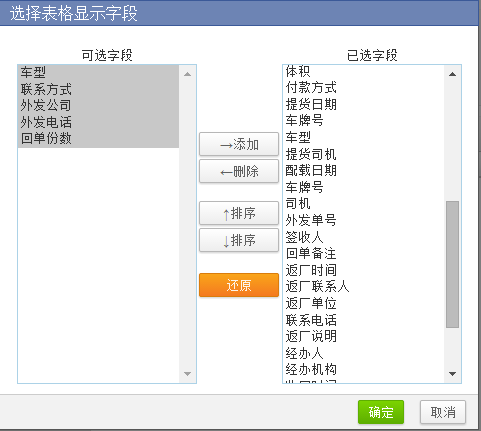 选择表格显示字段
可选字段
车型
联系方式
外发公司
外发电话
回单份数
→添加
←删除
↑排序
↓排序
还原
已选字段
体积
付款方式
提货日期
车牌号
车型
提货司机
配载日期
车牌号
司机
外发单号
签收人
回单备注
返厂时间
返厂联系人
返厂单位
联系电话
返厂说明
经办人
经办机构
确定
取消